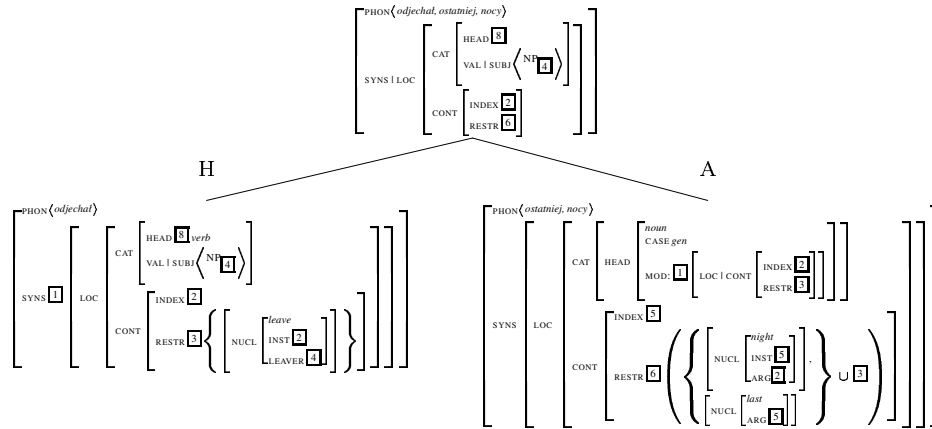 PHON⟨odjechał, ostatniej, nocy⟩
HEAD 8
CAT
VAL | SUBJ ⟨NP 4⟩
SYNS | LOC
INDEX 2
CONT
RESTR 6
H
A
PHON⟨odjechał⟩
HEAD 8 verb
CAT
VAL | SUBJ ⟨NP 4⟩
SYNS 1 LOC
INDEX 2
CONT
leave
RESTR 3 { NUCL INST 2 }
LEAVER 4
PHON⟨ostatniej, nocy⟩
noun
CASE gen
CAT HEAD
MOD: 1 LOC | CONT INDEX 2
RESTR 3
SYNS LOC
INDEX 5
CONT
night
NUCL INST 5 ,
ARG 2
RESTR 6 ( { } ∪ 3 )
last
NUCL ARG 5